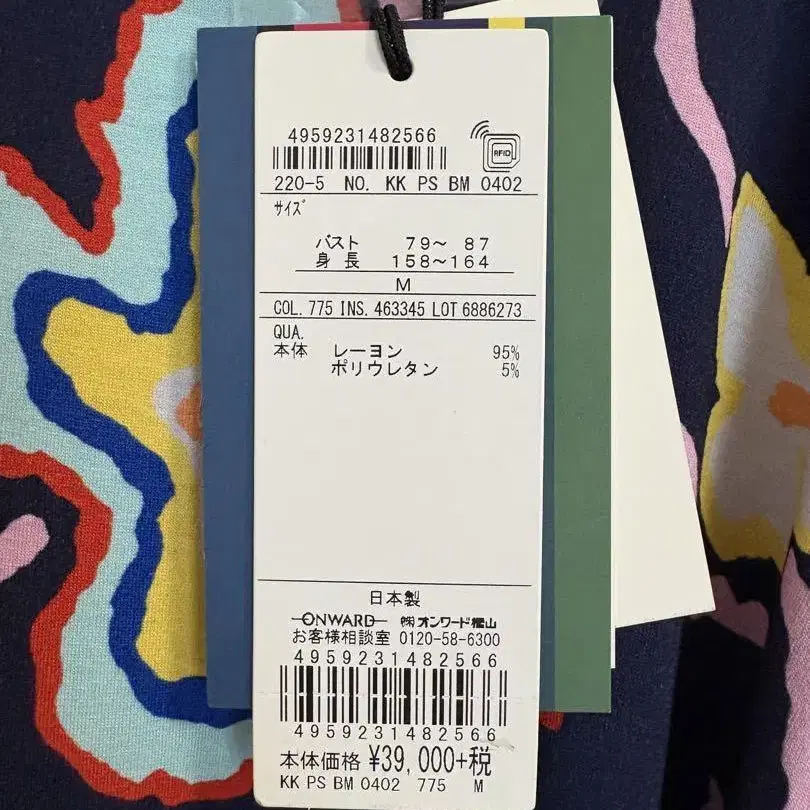 4959231482566
RFID
220-5 NO. KK PS BM 0402
サイズ
バスト 79～ 87
身長 158～164
M
COL. 775 INS. 463345 LOT 6886273
QUA.
本体 レーヨン 95%
ポリウレタン 5%
日本製
ONWARD ㈱オンワード樫山
お客様相談室 0120-58-6300
4959231482566
4959231482566
本体価格 ¥39,000+税
KK PS BM 0402 775 M